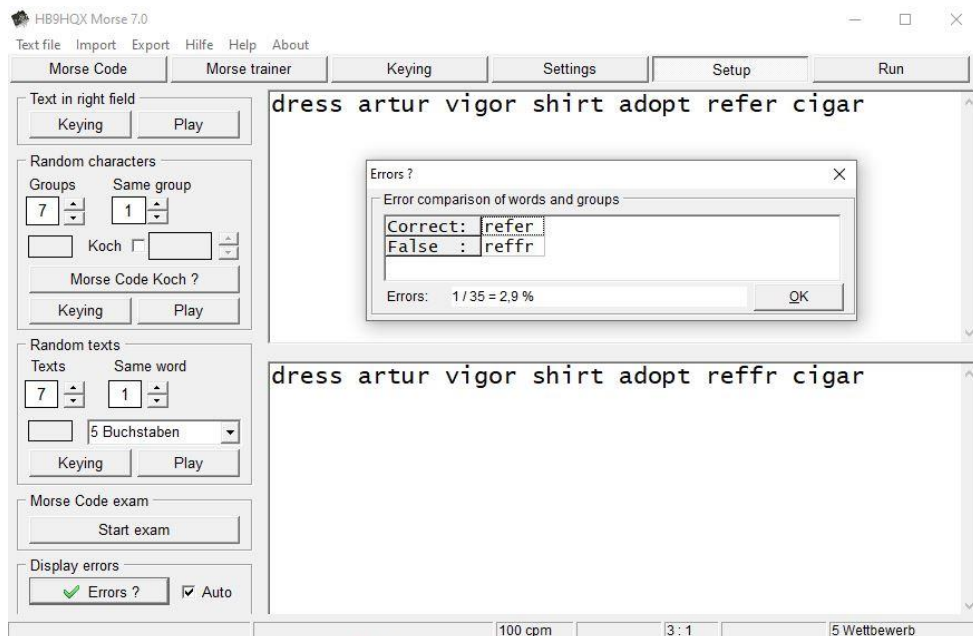 HB9HQX Morse 7.0
Text file Import Export Hilfe Help About
Morse Code Morse trainer Keying Settings Setup Run
Text in right field
Keying Play
Random characters
Groups Same group
7 1
Koch
Morse Code Koch ?
Keying Play
Random texts
Texts Same word
7 1
5 Buchstaben
Keying Play
Morse Code exam
Start exam
Display errors
Errors ? Auto
dress artur vigor shirt adopt refer cigar
Errors ?
Error comparison of words and groups
Correct: refer
False : reffr
Errors: 1 / 35 = 2,9 %
OK
dress artur vigor shirt adopt reffr cigar
100 cpm 3 : 1 5 Wettbewerb